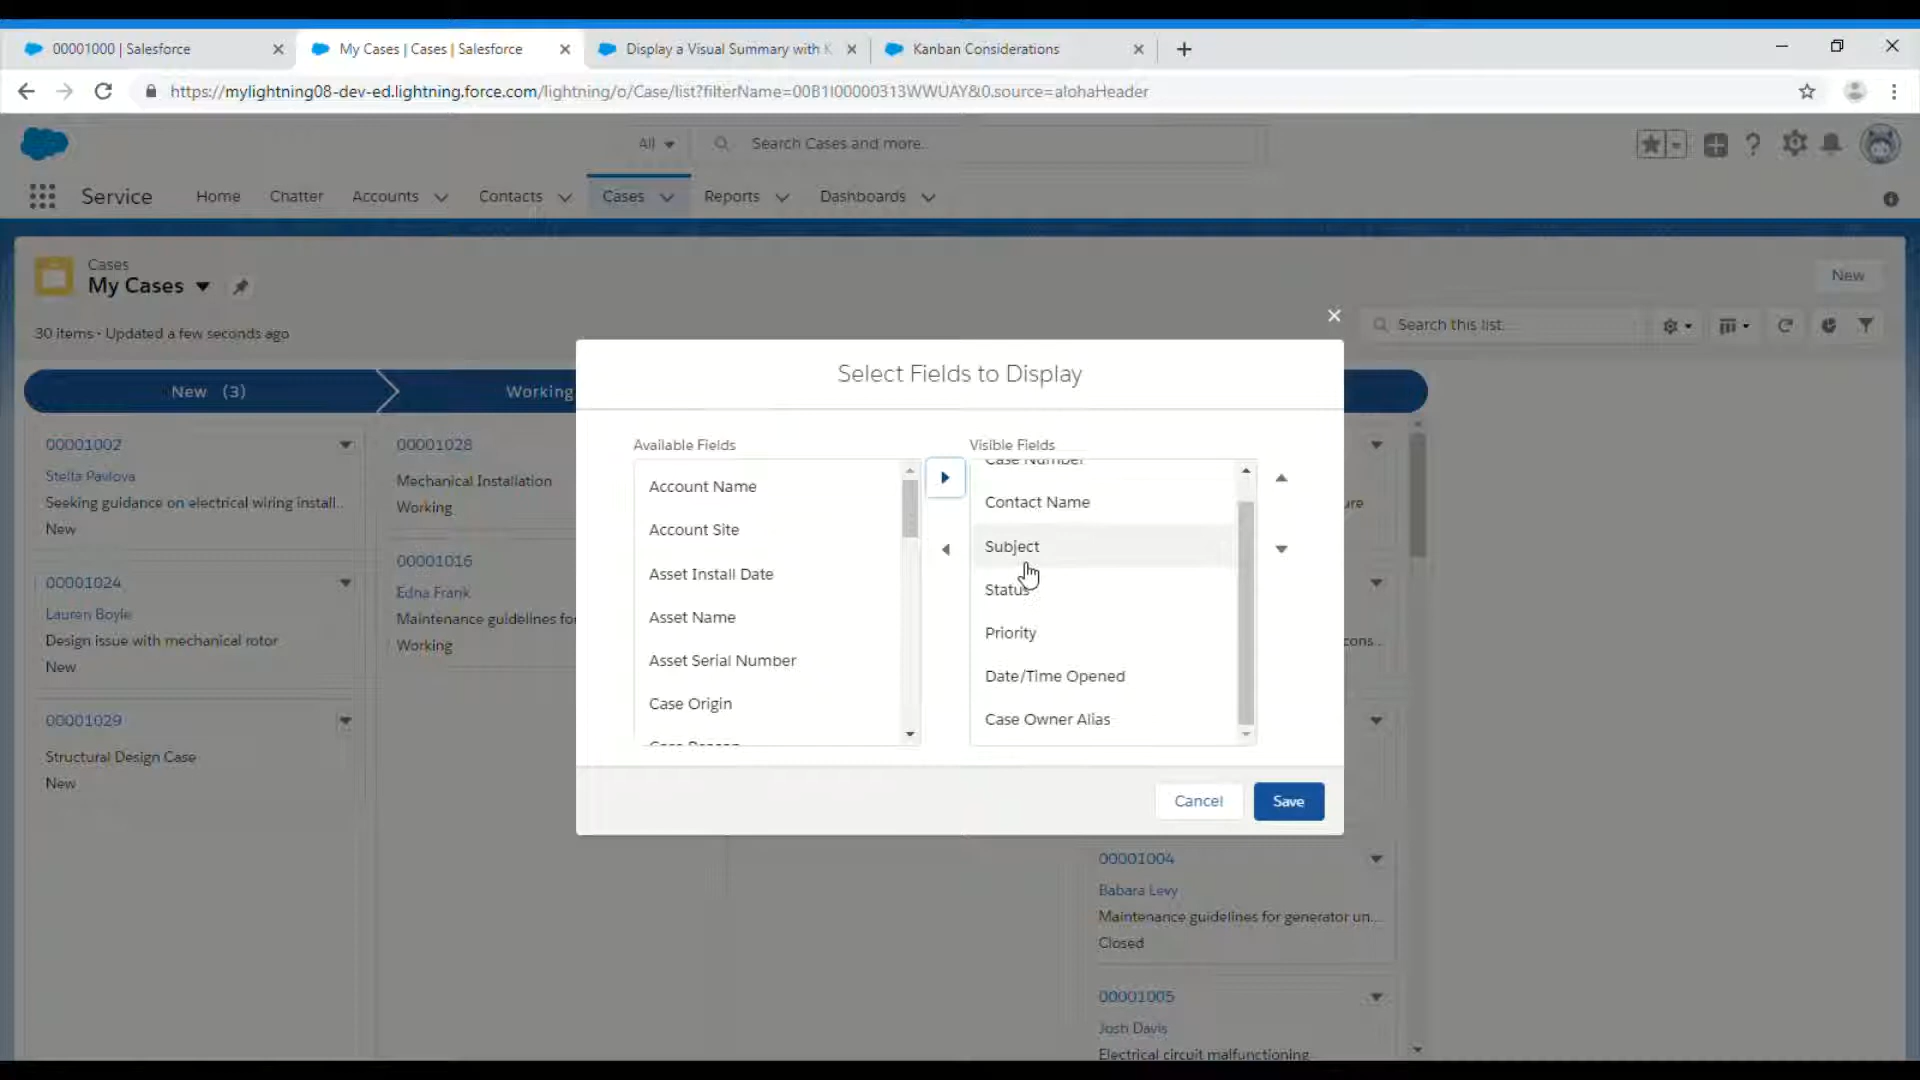 00001000 | Salesforce
My Cases | Cases | Salesforce
Display a Visual Summary with K
Kanban Considerations
https://mylightning08-dev-ed.lightning.force.com/lightning/o/Case/list?filterName=00B1I00000313WWUAY&0.source=alohaHeader
All
Search Cases and more..
Service
Home
Chatter
Accounts
Contacts
Cases
Reports
Dashboards
Cases
My Cases
New
30 items • Updated a few seconds ago
Search this list...
New (3)
Working
00001002
Stella Pavlova
Seeking guidance on electrical wiring install..
New
00001024
Lauren Boyle
Design issue with mechanical rotor
New
00001029
Structural Design Case
New
00001028
Mechanical Installation
Working
00001016
Edna Frank
Maintenance guidelines for
Working
Select Fields to Display
Available Fields
Account Name
Account Site
Asset Install Date
Asset Name
Asset Serial Number
Case Origin
Case Reason
Visible Fields
Case Number
Contact Name
Subject
Status
Priority
Date/Time Opened
Case Owner Alias
Cancel
Save
ure
cons..
00001004
Babara Levy
Maintenance guidelines for generator un...
Closed
00001005
Josh Davis
Electrical circuit malfunctioning